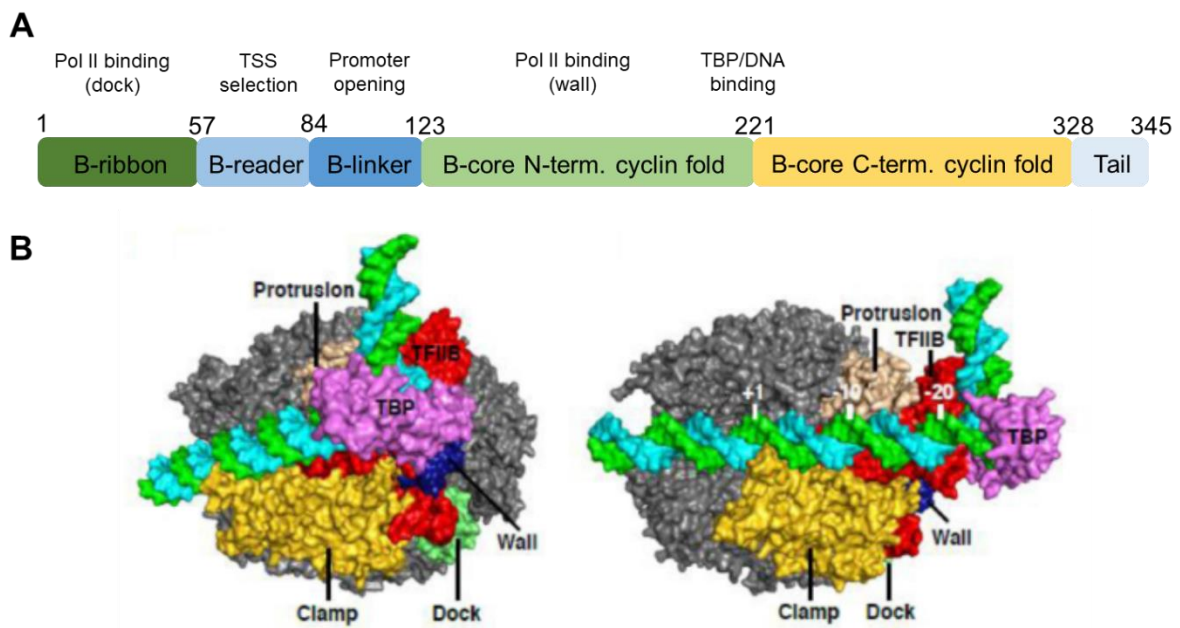 A
Pol II binding
(dock)
TSS
selection
Promoter
opening
Pol II binding
(wall)
TBP/DNA
binding
1 57 84 123 221 328 345
B-ribbon B-reader B-linker B-core N-term. cyclin fold B-core C-term. cyclin fold Tail
B
Protrusion
TFIIB
TBP
Wall
Clamp
Dock
Protrusion
TFIIB
+1 -10 -20
TBP
Wall
Clamp
Dock